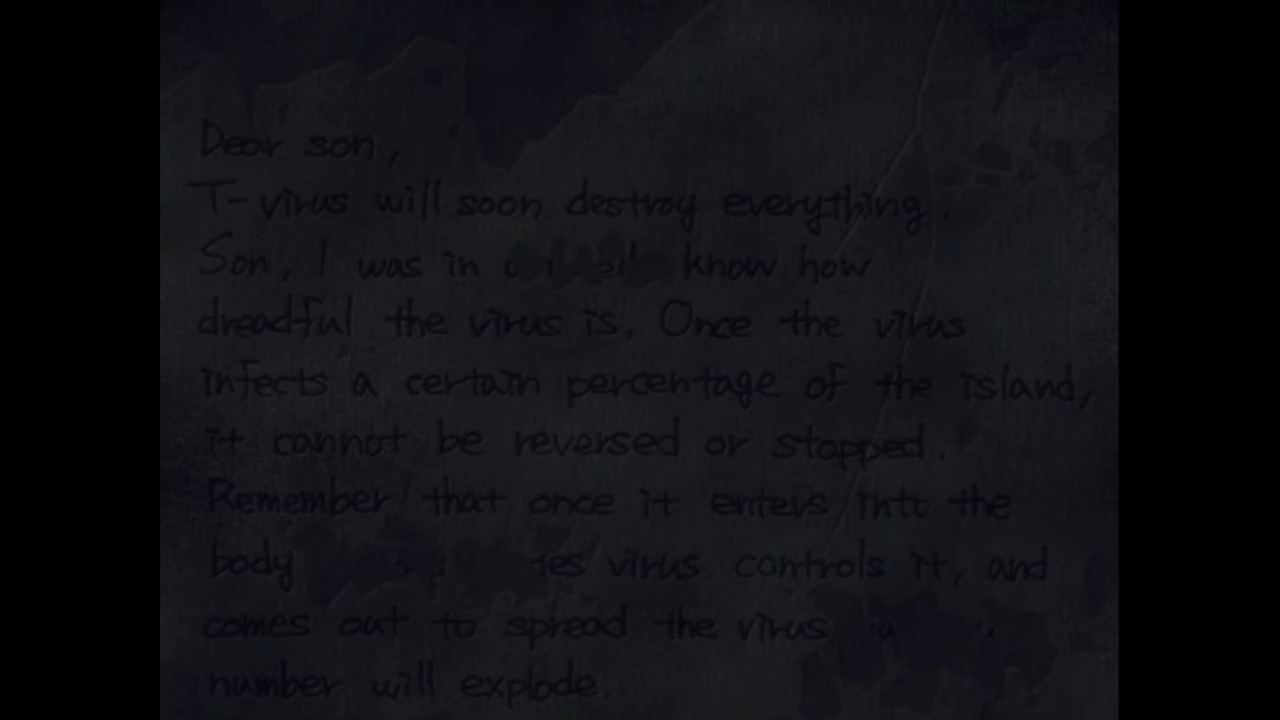 Dear son,
T-virus will soon destroy everything.
Son, I was in know how
dreadful the virus is. Once the virus
infects a certain percentage of the island,
it cannot be reversed or stopped.
Remember that once it enters into the
body virus controls it, and
comes out to spread the virus
number will explode.